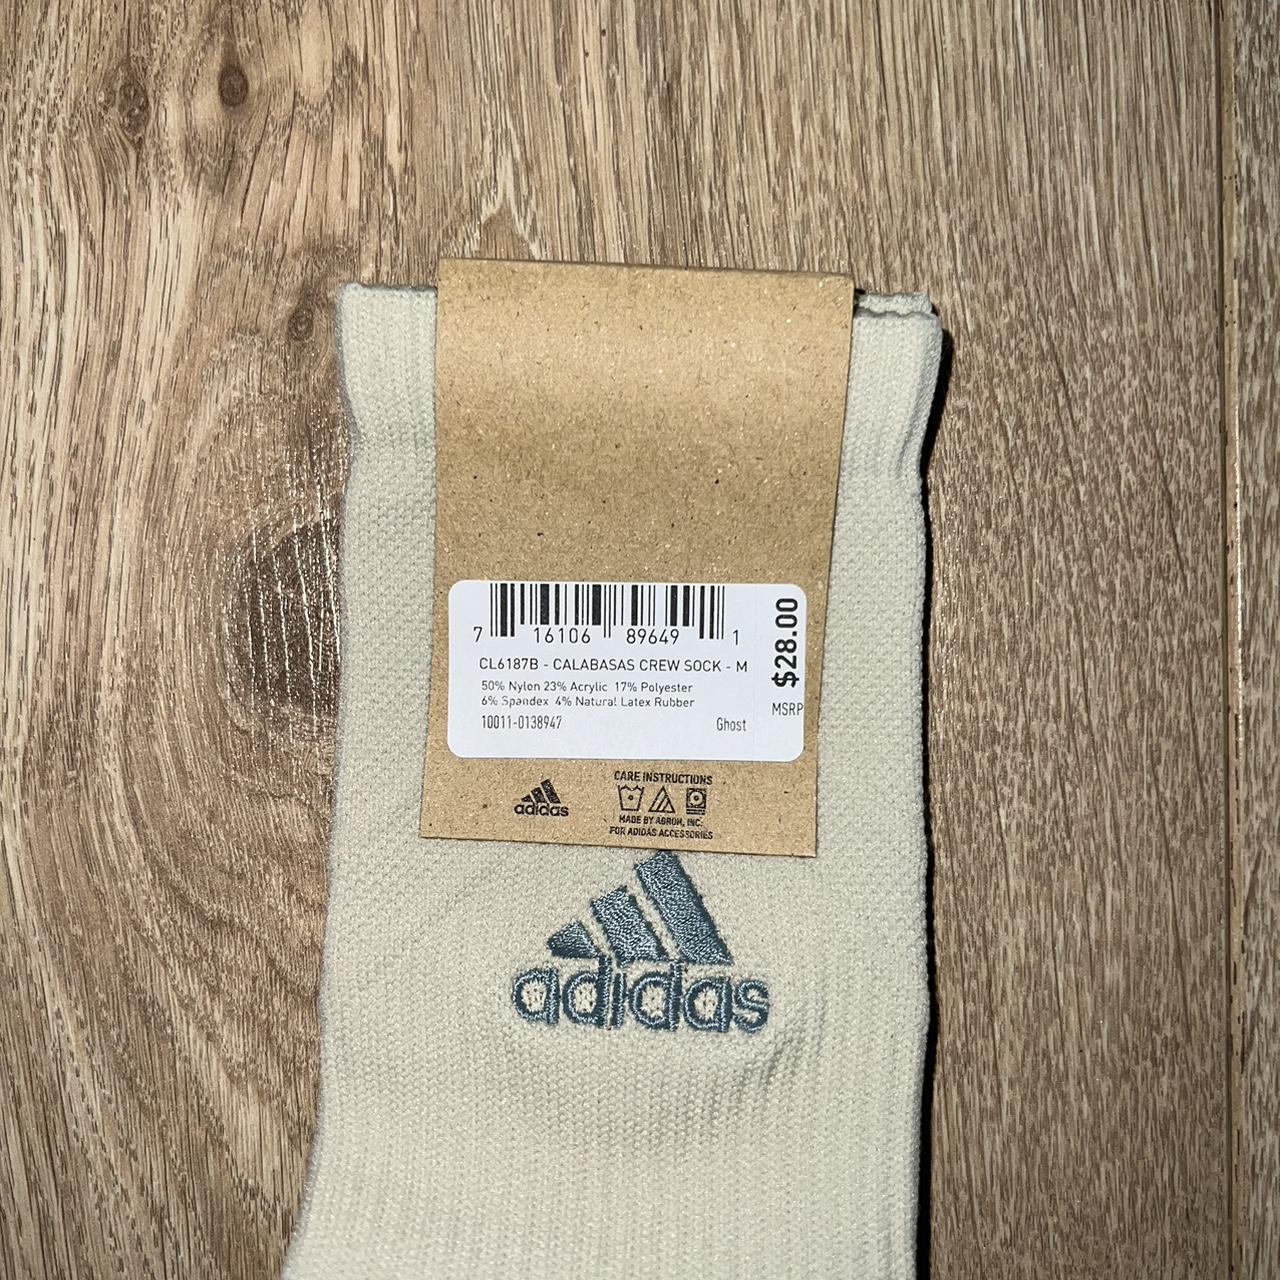 7 16106 89649 1
CL6187B - CALABASAS CREW SOCK - M
50% Nylon 23% Acrylic 17% Polyester
6% Spandex 4% Natural Latex Rubber
10011-0138947 Ghost
$28.00
MSRP
adidas
CARE INSTRUCTIONS
MADE BY AGRON, INC.
FOR ADIDAS ACCESSORIES
adidas